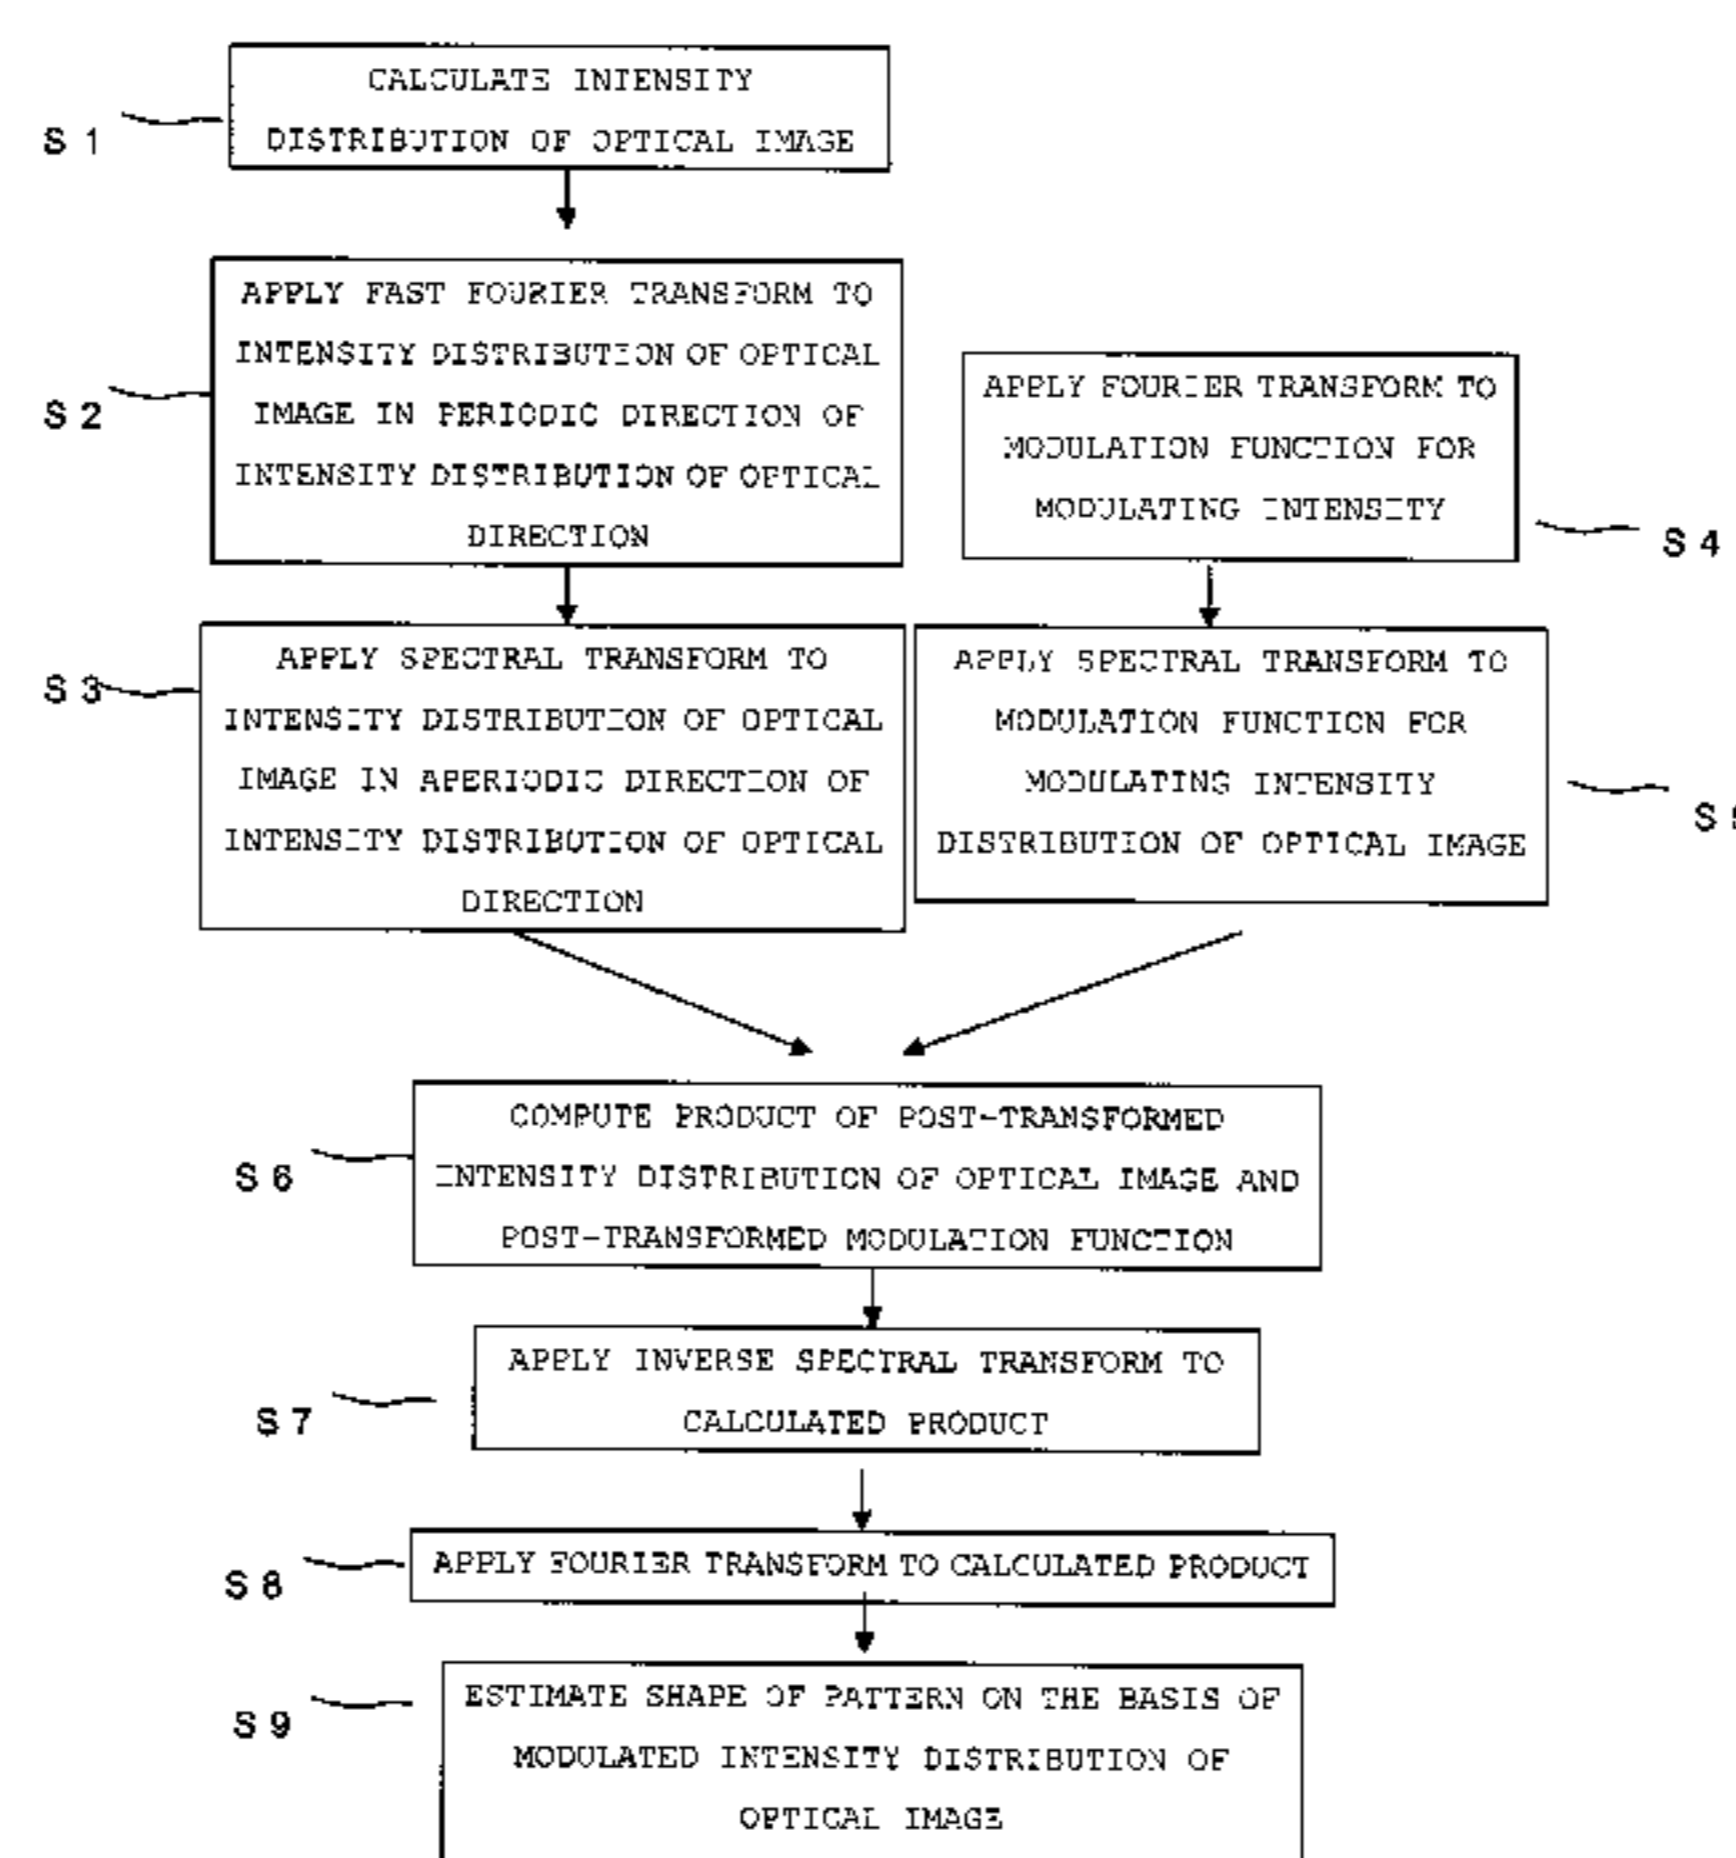 S 1
CALCULATE INTENSITY
DISTRIBUTION OF OPTICAL IMAGE
S 2
APPLY FAST FOURIER TRANSFORM TO
INTENSITY DISTRIBUTION OF OPTICAL
IMAGE IN PERIODIC DIRECTION OF
INTENSITY DISTRIBUTION OF OPTICAL
DIRECTION
APPLY FOURIER TRANSFORM TO
MODULATION FUNCTION FOR
MODULATING INTENSITY
S 4
S 3
APPLY SPECTRAL TRANSFORM TO
INTENSITY DISTRIBUTION OF OPTICAL
IMAGE IN APERIODIC DIRECTION OF
INTENSITY DISTRIBUTION OF OPTICAL
DIRECTION
APPLY SPECTRAL TRANSFORM TO
MODULATION FUNCTION FOR
MODULATING INTENSITY
DISTRIBUTION OF OPTICAL IMAGE
S
S 6
COMPUTE PRODUCT OF POST-TRANSFORMED
INTENSITY DISTRIBUTION OF OPTICAL IMAGE AND
POST-TRANSFORMED MODULATION FUNCTION
S 7
APPLY INVERSE SPECTRAL TRANSFORM TO
CALCULATED PRODUCT
S 8
APPLY FOURIER TRANSFORM TO CALCULATED PRODUCT
S 9
ESTIMATE SHAPE OF PATTERN ON THE BASIS OF
MODULATED INTENSITY DISTRIBUTION OF
OPTICAL IMAGE